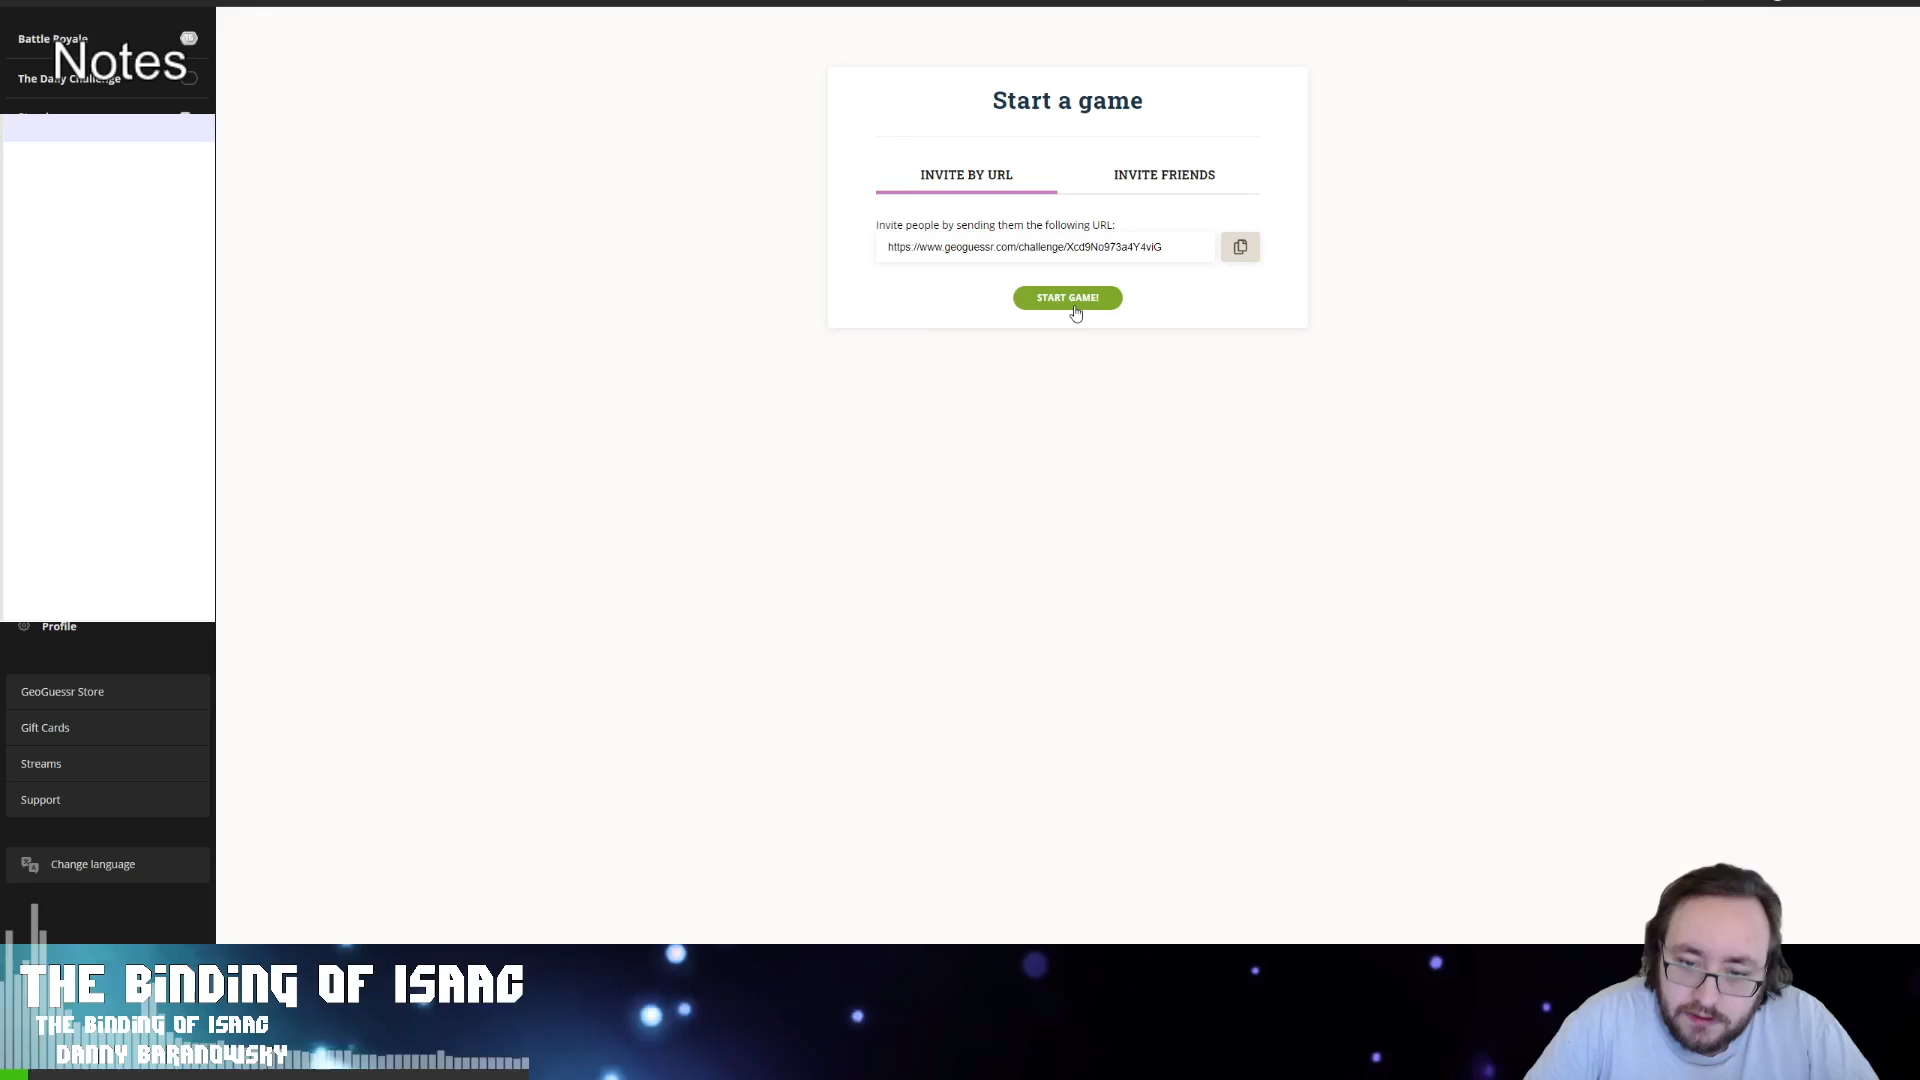 Battle Royale
Notes
The Daily Challenge
Start a game
INVITE BY URL
INVITE FRIENDS
Invite people by sending them the following URL:
https://www.geoguessr.com/challenge/Xcd9No973a4Y4viG
START GAME!
Profile
GeoGuessr Store
Gift Cards
Streams
Support
Change language
THE BINDING OF ISAAC
THE BINDING OF ISAAC
DANNY BARANOWSKY